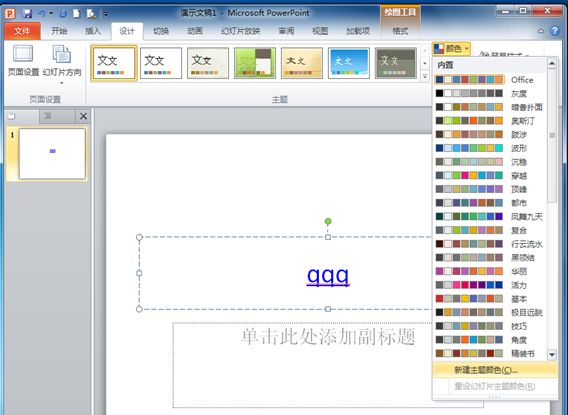 演示文稿1 - Microsoft PowerPoint
绘图工具
文件 开始 插入 设计 切换 动画 幻灯片放映 审阅 视图 加载项 格式
页面设置 幻灯片方向
文文 文文 文文 文文 文文 文文
颜色
背景样式
页面设置 主题
内置
Office
灰度
暗香扑面
奥斯汀
跋涉
波形
沉稳
穿越
顶峰
都市
凤舞九天
复合
行云流水
黑领结
华丽
活力
基本
极目远眺
技巧
角度
精装书
新建主题颜色(C)...
重设幻灯片主题颜色(R)
1
qqq
单击此处添加副标题